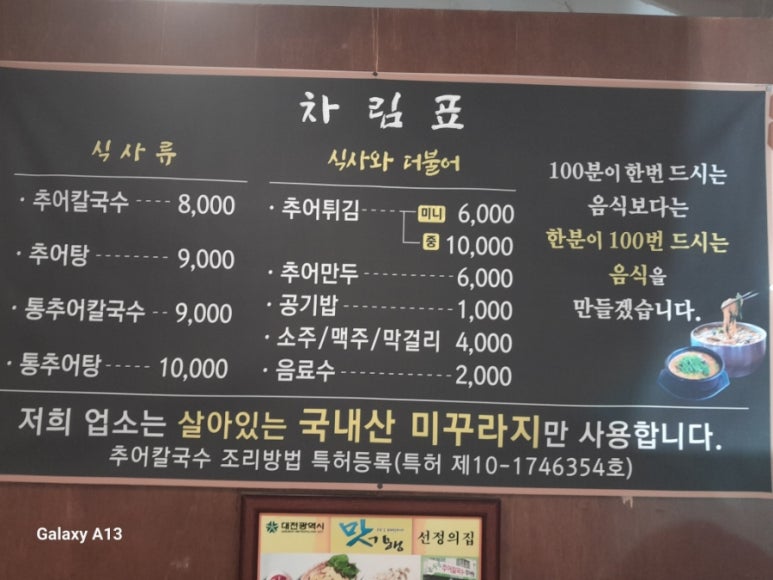 차림표
식사류
· 추어칼국수 ---- 8,000
· 추어탕 -------- 9,000
· 통추어칼국수 -- 9,000
· 통추어탕 ------ 10,000
식사와 더불어
· 추어튀김 미니 6,000
중 10,000
· 추어만두 ---------- 6,000
· 공기밥 ------------ 1,000
· 소주/맥주/막걸리 4,000
· 음료수 ------------ 2,000
100분이 한번 드시는
음식보다는
한분이 100번 드시는
음식을
만들겠습니다.
저희 업소는 살아있는 국내산 미꾸라지만 사용합니다.
추어칼국수 조리방법 특허등록(특허 제10-1746354호)
대전광역시
맛 선정의집
추어칼국수
Galaxy A13